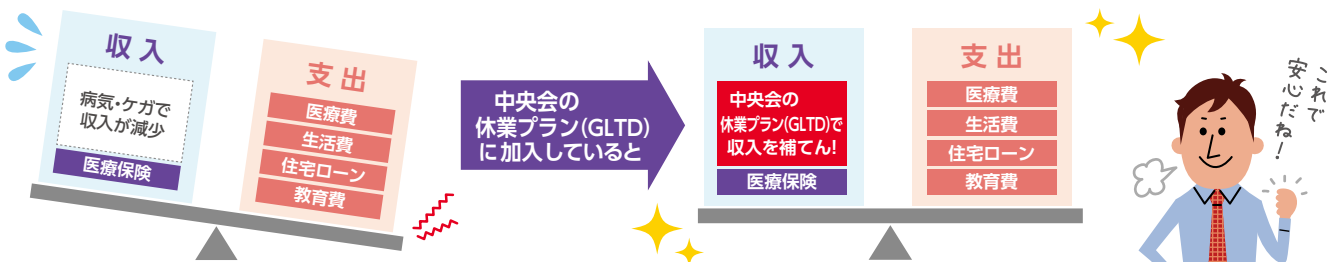 収入
病気・ケガで
収入が減少
医療保険
支出
医療費
生活費
住宅ローン
教育費
中央会の
休業プラン(GLTD)
に加入していると
収入
中央会の
休業プラン(GLTD)で
収入を補てん!
医療保険
支出
医療費
生活費
住宅ローン
教育費
これで
安心だね!